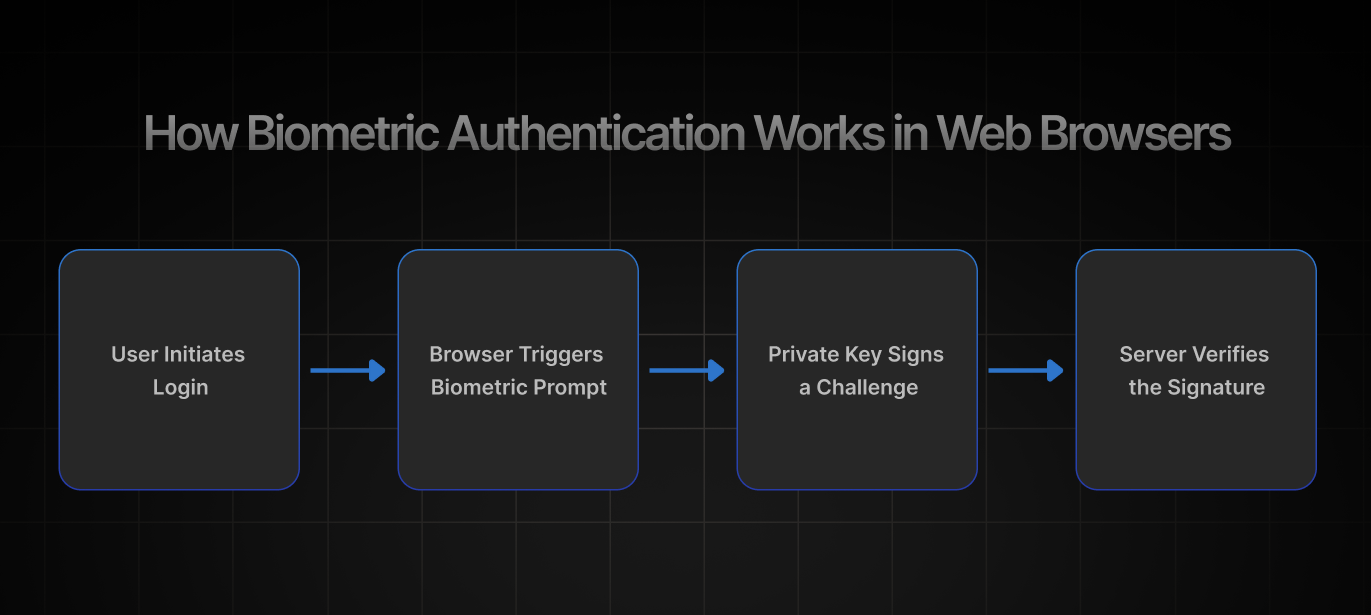 How Biometric Authentication Works in Web Browsers
User Initiates
Login
Browser Triggers
Biometric Prompt
Private Key Signs
a Challenge
Server Verifies
the Signature